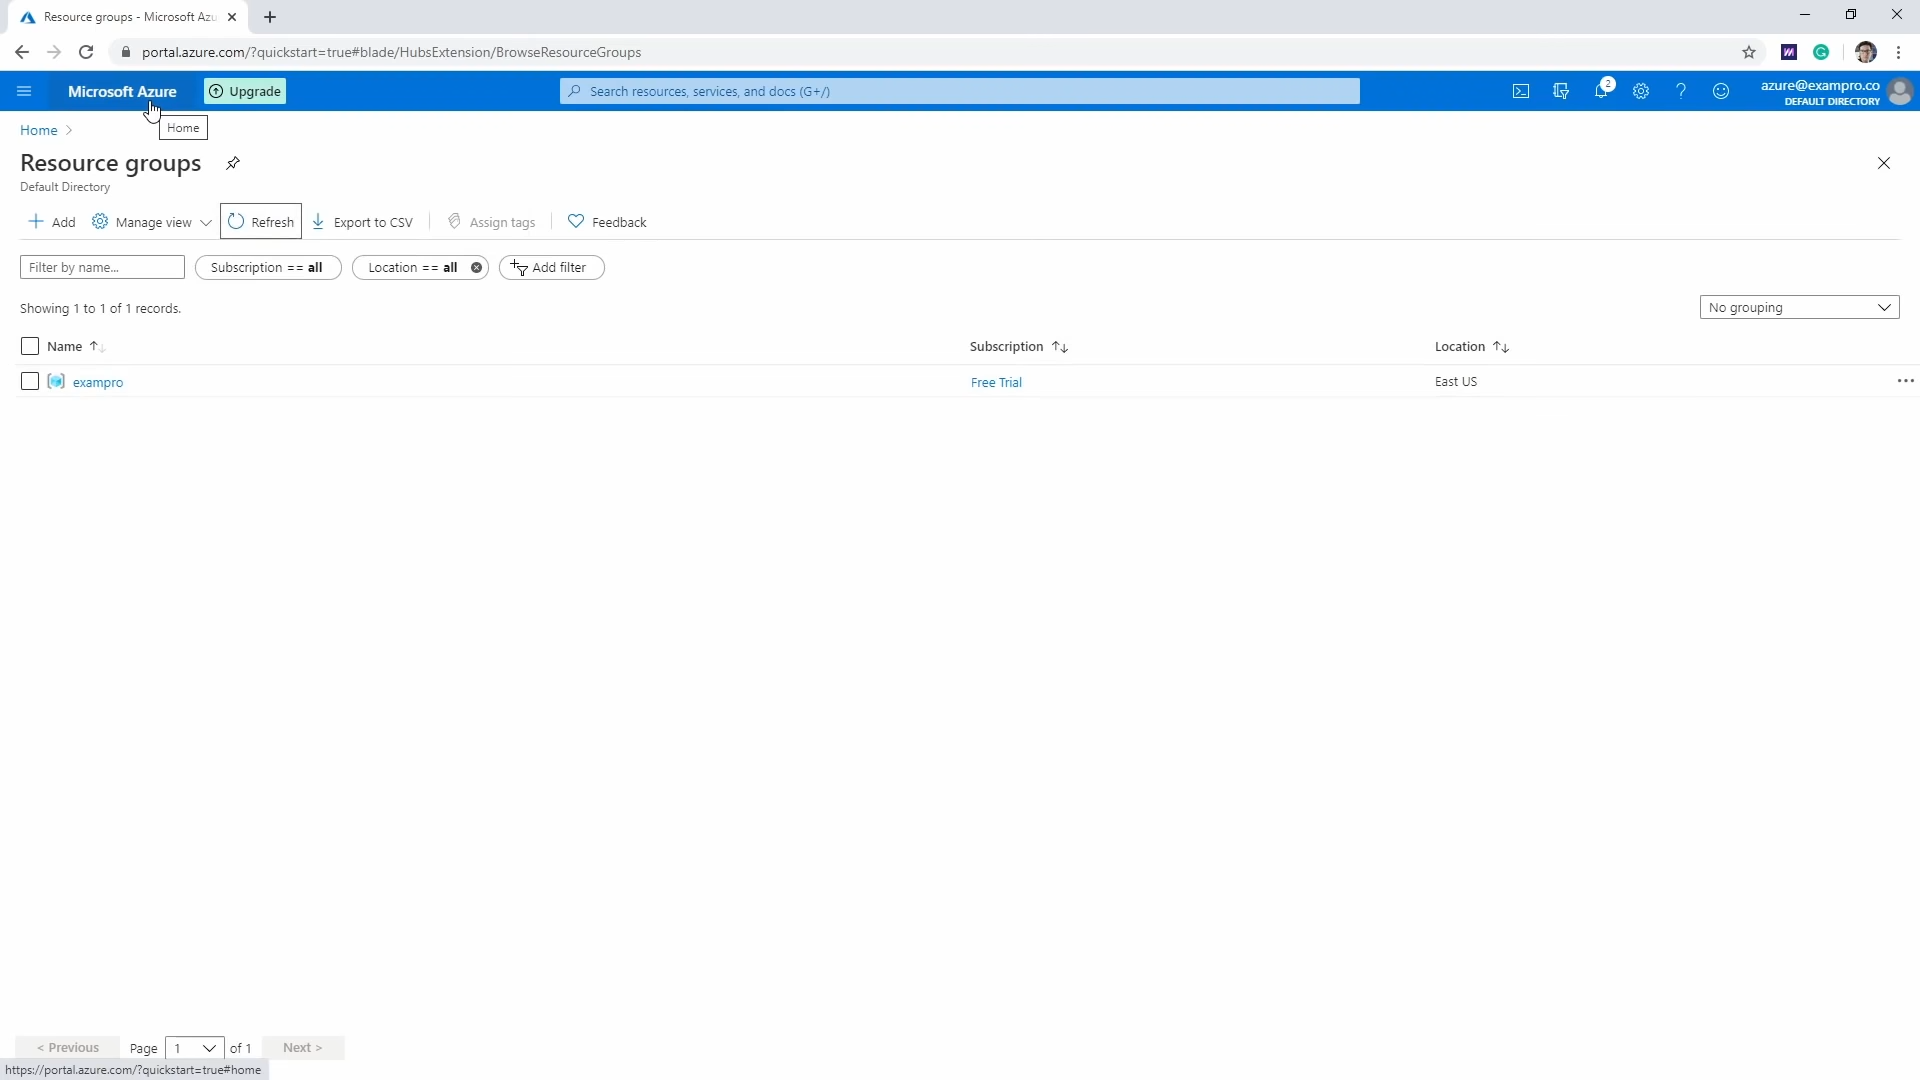 Resource groups - Microsoft Azu
portal.azure.com/?quickstart=true#blade/HubsExtension/BrowseResourceGroups
Microsoft Azure
Upgrade
Search resources, services, and docs (G+/)
2
azure@exampro.co
DEFAULT DIRECTORY
Home
Home
Resource groups
Default Directory
Add
Manage view
Refresh
Export to CSV
Assign tags
Feedback
Filter by name...
Subscription == all
Location == all
Add filter
Showing 1 to 1 of 1 records.
No grouping
Name
Subscription
Location
exampro
Free Trial
East US
< Previous
Page
1
of 1
Next >
https://portal.azure.com/?quickstart=true#home